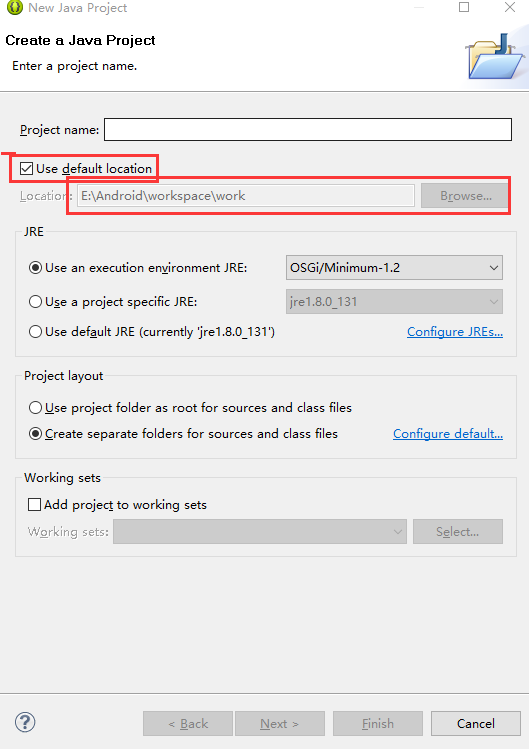 New Java Project
Create a Java Project
Enter a project name.
Project name:
Use default location
Location: E:\Android\workspace\work Browse...
JRE
Use an execution environment JRE: OSGi/Minimum-1.2
Use a project specific JRE: jre1.8.0_131
Use default JRE (currently 'jre1.8.0_131') Configure JREs...
Project layout
Use project folder as root for sources and class files
Create separate folders for sources and class files Configure default...
Working sets
Add project to working sets
Working sets: Select...
? < Back Next > Finish Cancel